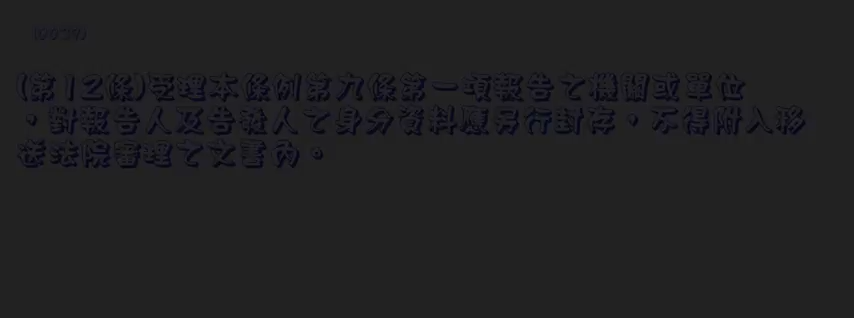 (0039)
(第12條)受理本條例第九條第一項報告之機關或單位
，對報告人及告發人之身分資料應另行封存，不得附入移
送法院審理之文書內。